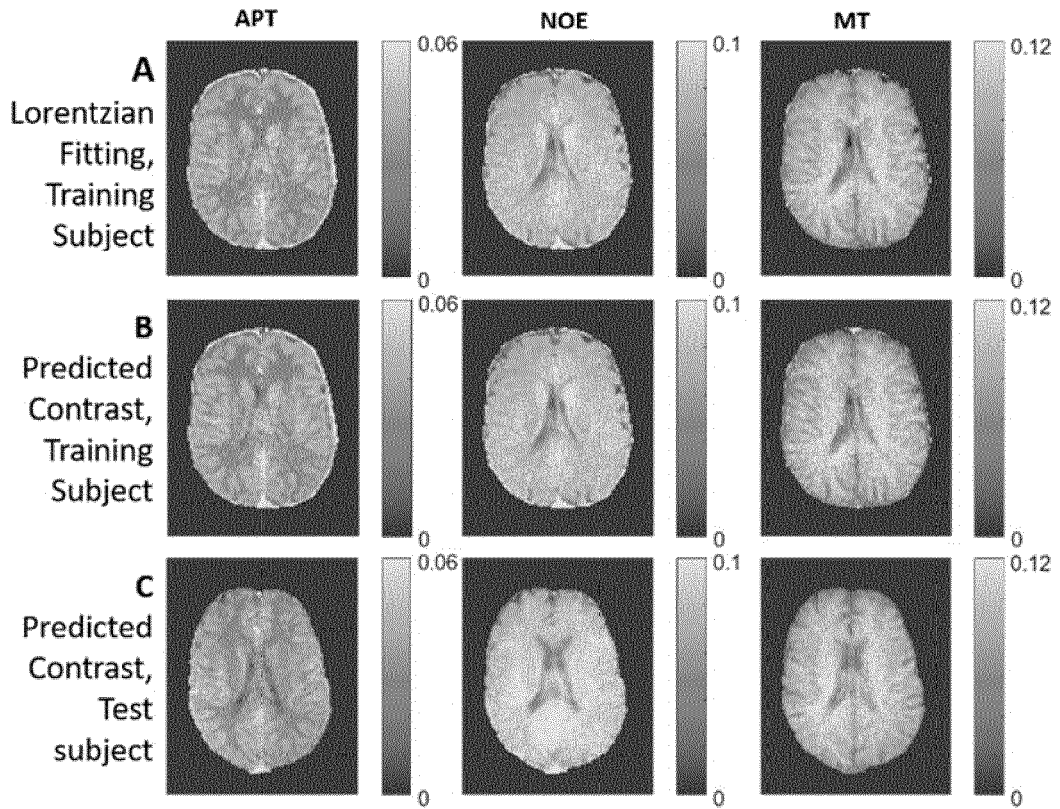 APT NOE MT
A
Lorentzian
Fitting,
Training
Subject
0.06
0
0.1
0
0.12
0
B
Predicted
Contrast,
Training
Subject
0.06
0
0.1
0
0.12
0
C
Predicted
Contrast,
Test
subject
0.06
0
0.1
0
0.12
0